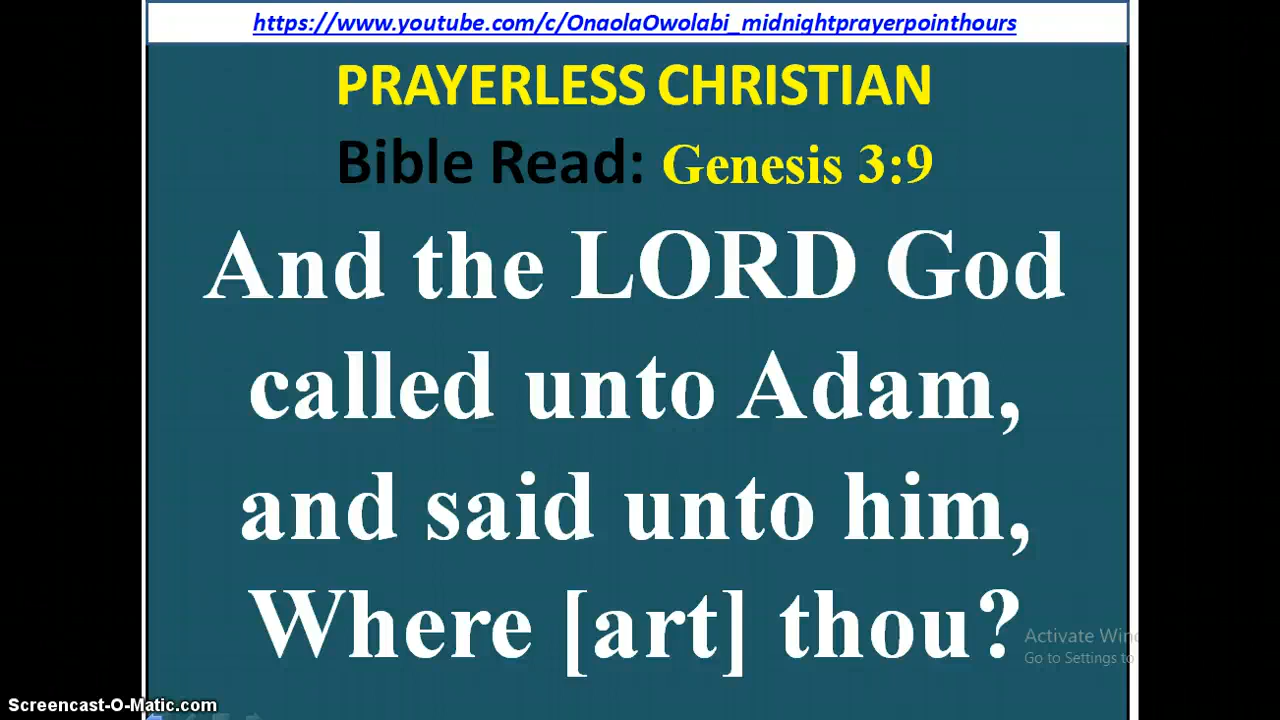 https://www.youtube.com/c/OnaolaOwolabi_midnightprayerpointhours
PRAYERLESS CHRISTIAN
Bible Read: Genesis 3:9
And the LORD God
called unto Adam,
and said unto him,
Where [art] thou?
Activate Win
Go to Settings to
Screencast-O-Matic.com